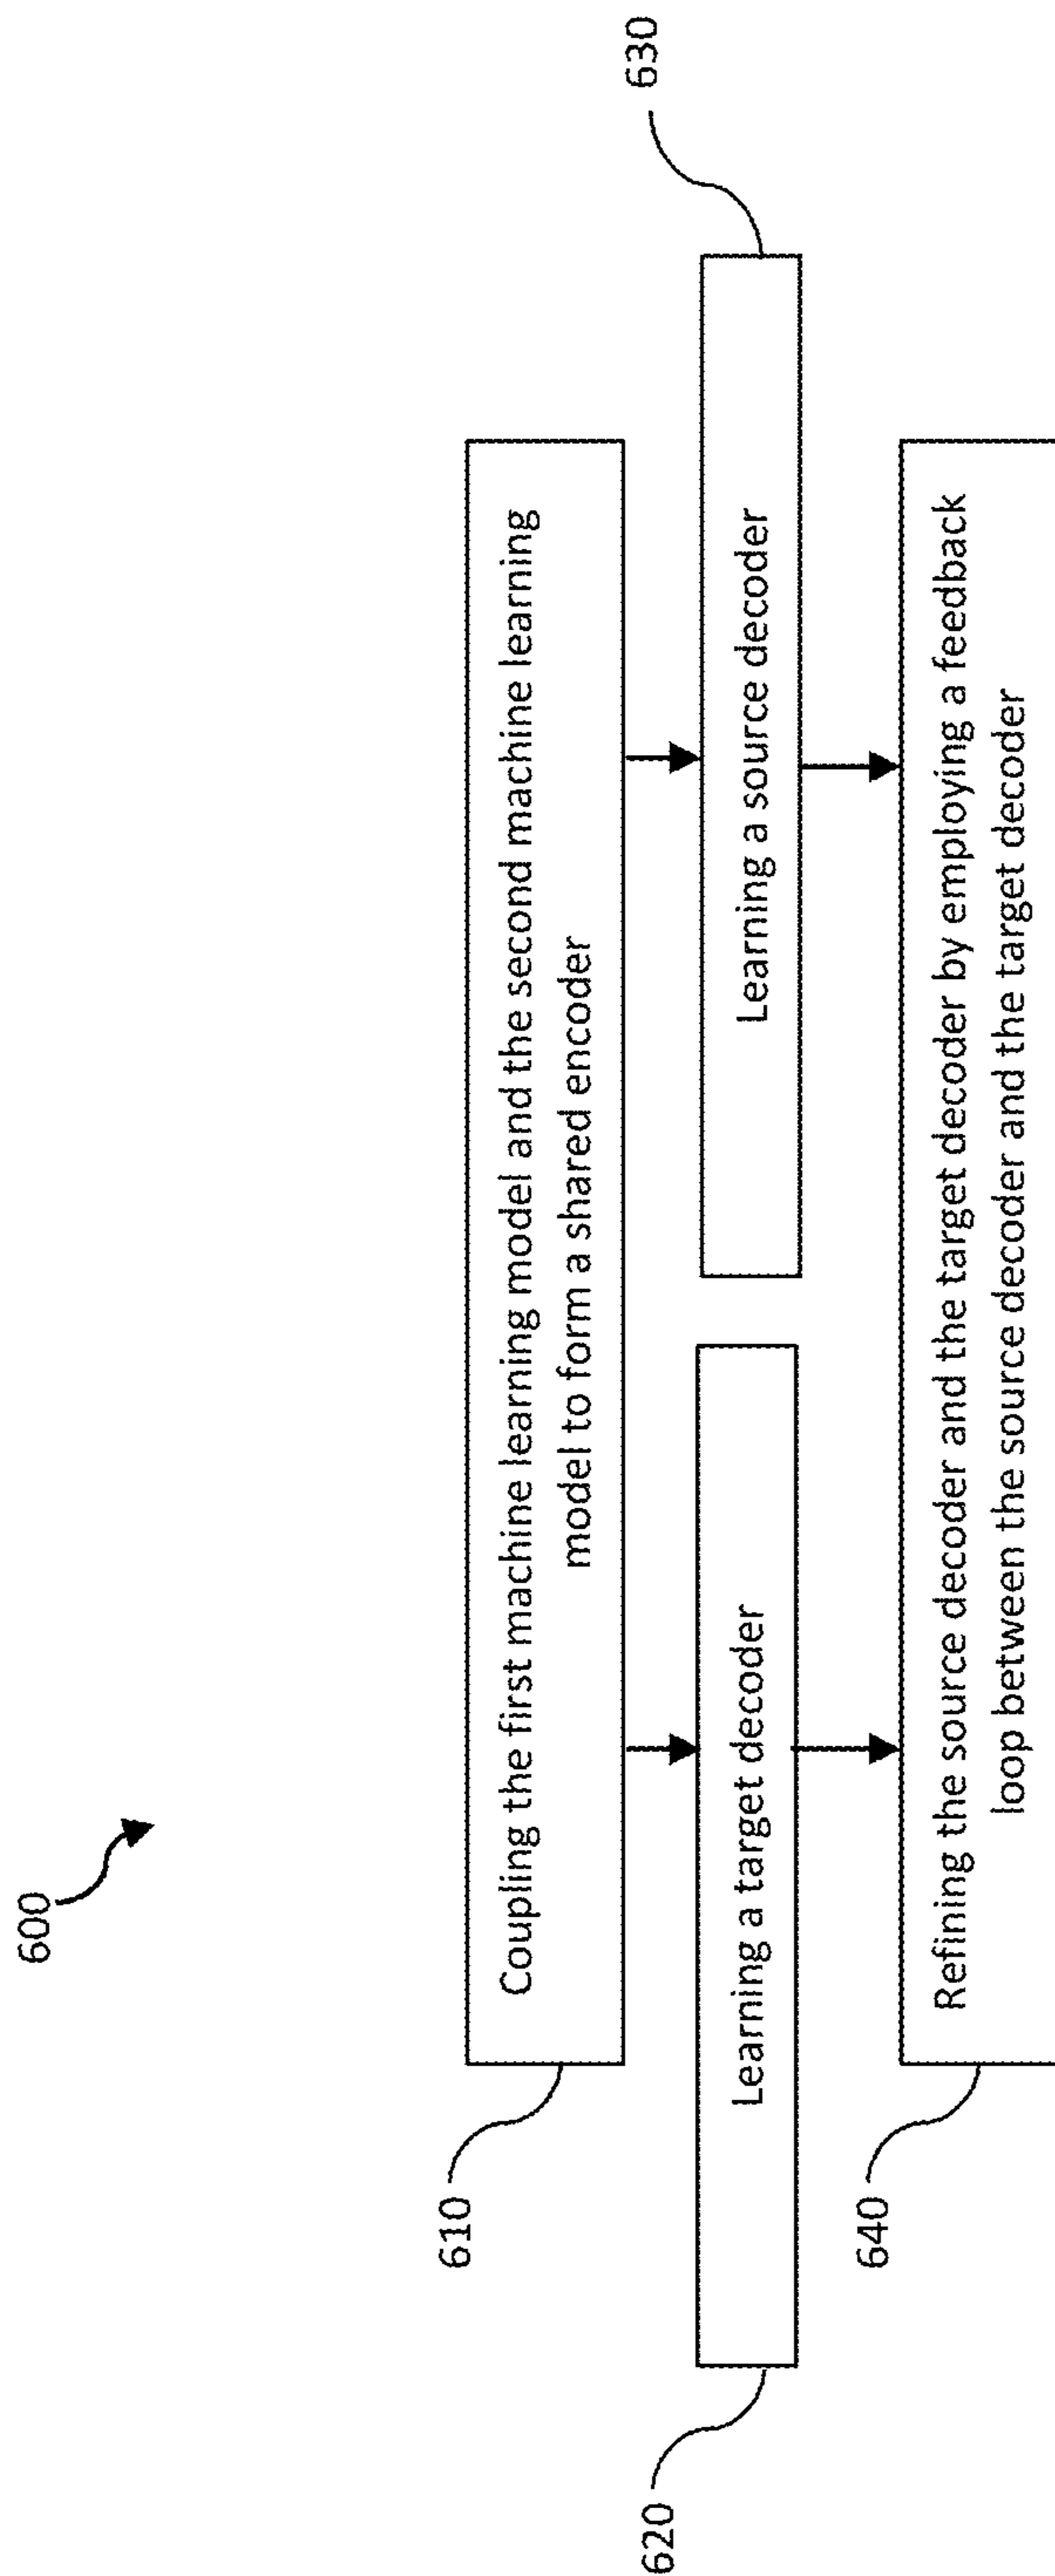 600
610
Coupling the first machine learning model and the second machine learning
model to form a shared encoder
620
Learning a target decoder
Learning a source decoder
630
640
Refining the source decoder and the target decoder by employing a feedback
loop between the source decoder and the target decoder